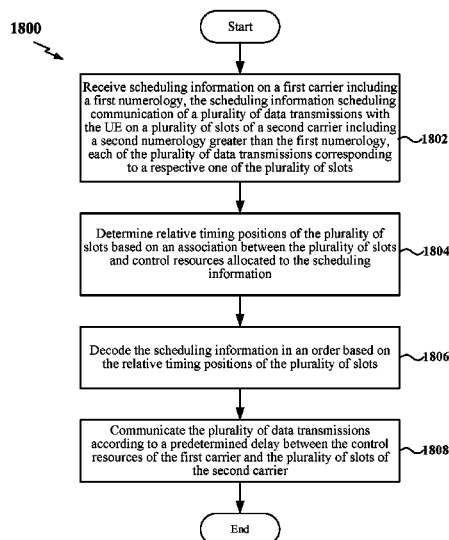 1800
Start
Receive scheduling information on a first carrier including
a first numerology, the scheduling information scheduling
communication of a plurality of data transmissions with
the UE on a plurality of slots of a second carrier including
a second numerology greater than the first numerology,
each of the plurality of data transmissions corresponding
to a respective one of the plurality of slots
1802
Determine relative timing positions of the plurality of
slots based on an association between the plurality of slots
and control resources allocated to the scheduling
information
1804
Decode the scheduling information in an order based on
the relative timing positions of the plurality of slots
1806
Communicate the plurality of data transmissions
according to a predetermined delay between the control
resources of the first carrier and the plurality of slots
of the second carrier
1808
End